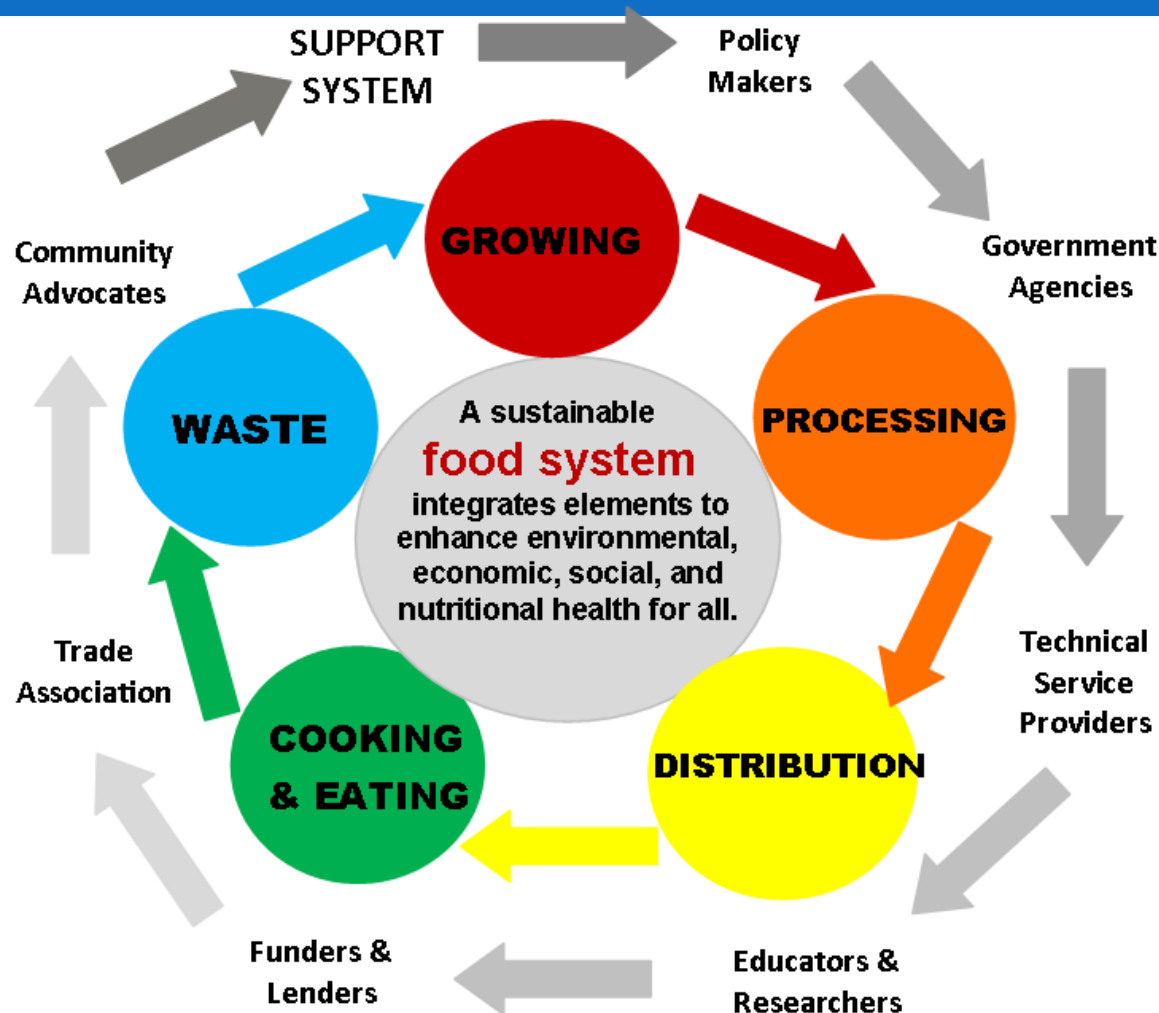 SUPPORT
SYSTEM
Policy
Makers
Government
Agencies
Technical
Service
Providers
Educators &
Researchers
Funders &
Lenders
Trade
Association
Community
Advocates
GROWING
PROCESSING
DISTRIBUTION
COOKING
& EATING
WASTE
A sustainable
food system
integrates elements to
enhance environmental,
economic, social, and
nutritional health for all.